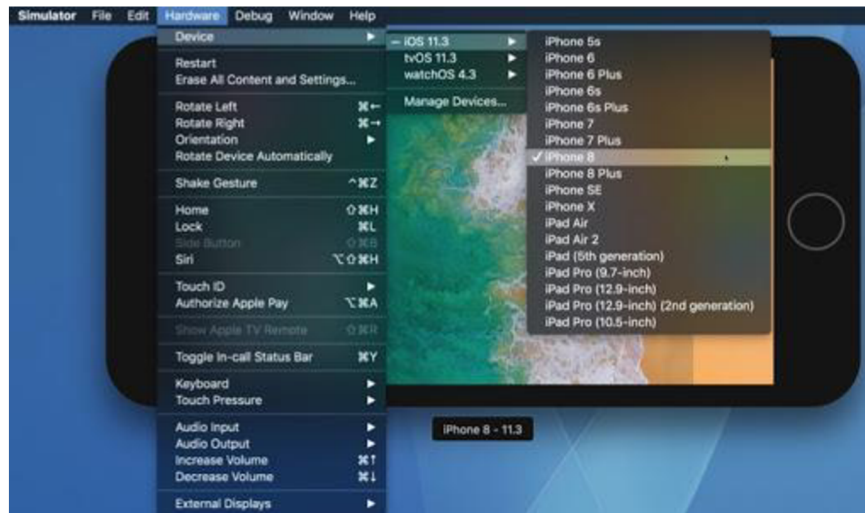 Simulator File Edit Hardware Debug Window Help
Device ▶
Restart
Erase All Content and Settings...
Rotate Left ⌘←
Rotate Right ⌘→
Orientation ▶
Rotate Device Automatically
Shake Gesture ^⌘Z
Home ⇧⌘H
Lock ⌘L
Side Button ⇧⌘B
Siri ⌥⇧⌘H
Touch ID ▶
Authorize Apple Pay ⌥⌘A
Show Apple TV Remote ⇧⌘R
Toggle In-call Status Bar ⌘Y
Keyboard ▶
Touch Pressure ▶
Audio Input ▶
Audio Output ▶
Increase Volume ⌘↑
Decrease Volume ⌘↓
External Displays ▶
– iOS 11.3 ▶
tvOS 11.3 ▶
watchOS 4.3 ▶
Manage Devices...
iPhone 5s
iPhone 6
iPhone 6 Plus
iPhone 6s
iPhone 6s Plus
iPhone 7
iPhone 7 Plus
✓ iPhone 8
iPhone 8 Plus
iPhone SE
iPhone X
iPad Air
iPad Air 2
iPad (5th generation)
iPad Pro (9.7-inch)
iPad Pro (12.9-inch)
iPad Pro (12.9-inch) (2nd generation)
iPad Pro (10.5-inch)
iPhone 8 - 11.3